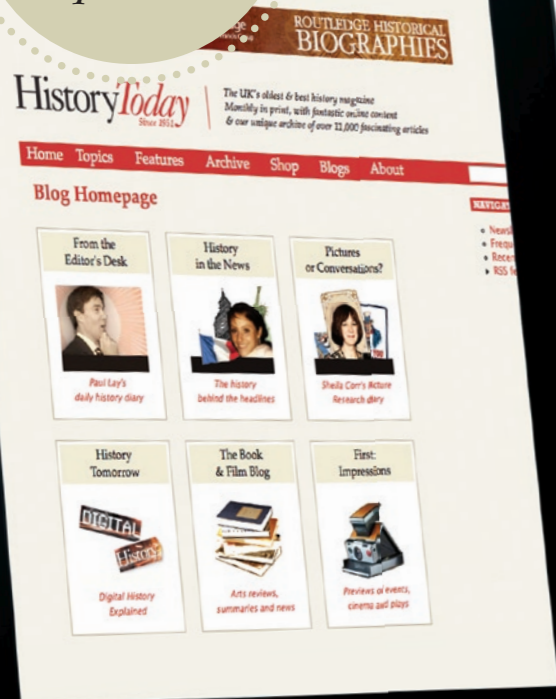 ROUTLEDGE HISTORICAL
BIOGRAPHIES
HistoryToday
Since 1951
The UK's oldest & best history magazine
Monthly in print, with fantastic online content
& our unique archive of over 11,000 fascinating articles
Home Topics Features Archive Shop Blogs About
Blog Homepage
From the
Editor's Desk
Paul Lay's
daily history diary
History
in the News
The history
behind the headlines
Pictures
or Conversations?
Sheila Corr's Picture
Research diary
History
Tomorrow
DIGITAL
History
Digital History
Explained
The Book
& Film Blog
Arts reviews,
summaries and news
First:
Impressions
Previews of events,
cinema and plays
RSS